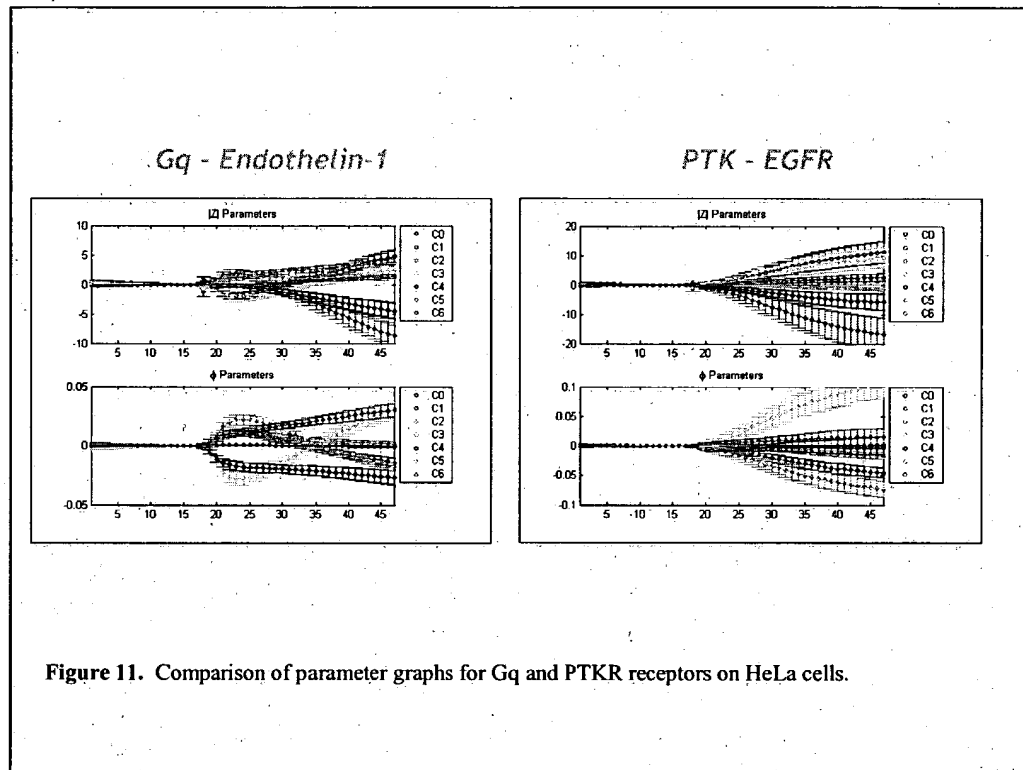 Gq - Endothelin-1
PTK - EGFR
|Z| Parameters
10
5
0
-5
-10
5 10 15 20 25 30 35 40 45
C0
C1
C2
C3
C4
C5
C6
ϕ Parameters
0.05
0
-0.05
5 10 15 20 25 30 35 40 45
C0
C1
C2
C3
C4
C5
C6
|Z| Parameters
20
10
0
-10
-20
5 10 15 20 25 30 35 40 45
C0
C1
C2
C3
C4
C5
C6
ϕ Parameters
0.1
0.05
0
-0.05
-0.1
5 10 15 20 25 30 35 40 45
C0
C1
C2
C3
C4
C5
C6
Figure 11. Comparison of parameter graphs for Gq and PTKR receptors on HeLa cells.